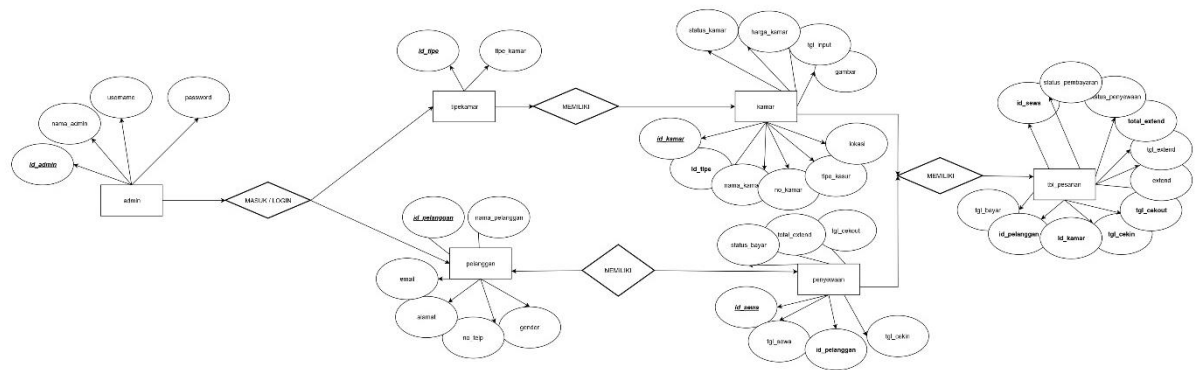 status_kamar
harga_kamar
tgl_input
gambar
id_tipe
tipe_kamar
tipekamar
MEMILIKI
kamar
username
password
nama_admin
id_admin
admin
MASUK / LOGIN
id_kamar
id_tipe
nama_kamar
no_kamar
tipe_kasur
lokasi
status_pembayaran
id_sewa
status_penyewaan
total_extend
tgl_extend
extend
MEMILIKI
tbl_pesanan
tgl_bayar
id_pelanggan
id_kamar
tgl_cekin
tgl_cekout
id_pelanggan
nama_pelanggan
pelanggan
email
alamat
no_telp
gender
MEMILIKI
status_bayar
total_extend
tgl_cekout
penyewaan
id_sewa
tgl_sewa
id_pelanggan
tgl_cekin